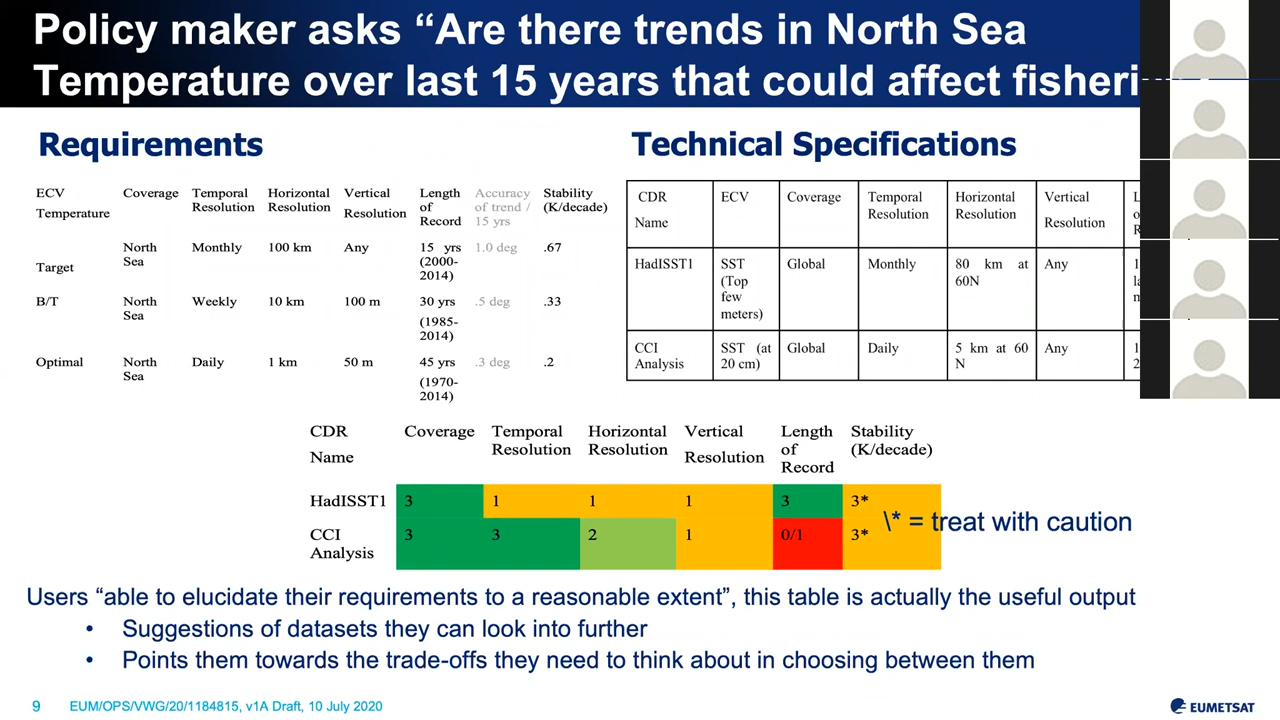 Policy maker asks “Are there trends in North Sea
Temperature over last 15 years that could affect
Requirements
Technical Specifications
ECV Temperature Coverage Temporal Resolution Horizontal Resolution Vertical Resolution Length of Record Accuracy of trend / 15 yrs Stability (K/decade)
Target North Sea Monthly 100 km Any 15 yrs (2000-2014) 1.0 deg .67
B/T North Sea Weekly 10 km 100 m 30 yrs (1985-2014) .5 deg .33
Optimal North Sea Daily 1 km 50 m 45 yrs (1970-2014) .3 deg .2
CDR Name ECV Coverage Temporal Resolution Horizontal Resolution Vertical Resolution
HadISST1 SST (Top few meters) Global Monthly 80 km at 60N Any
CCI Analysis SST (at 20 cm) Global Daily 5 km at 60 N Any
CDR Name Coverage Temporal Resolution Horizontal Resolution Vertical Resolution Length of Record Stability (K/decade)
HadISST1 3 1 1 1 3 3*
CCI Analysis 3 3 2 1 0/1 3*
\* = treat with caution
Users “able to elucidate their requirements to a reasonable extent”, this table is actually the useful output
• Suggestions of datasets they can look into further
• Points them towards the trade-offs they need to think about in choosing between them
9 EUM/OPS/VWG/20/1184815, v1A Draft, 10 July 2020
EUMETSAT